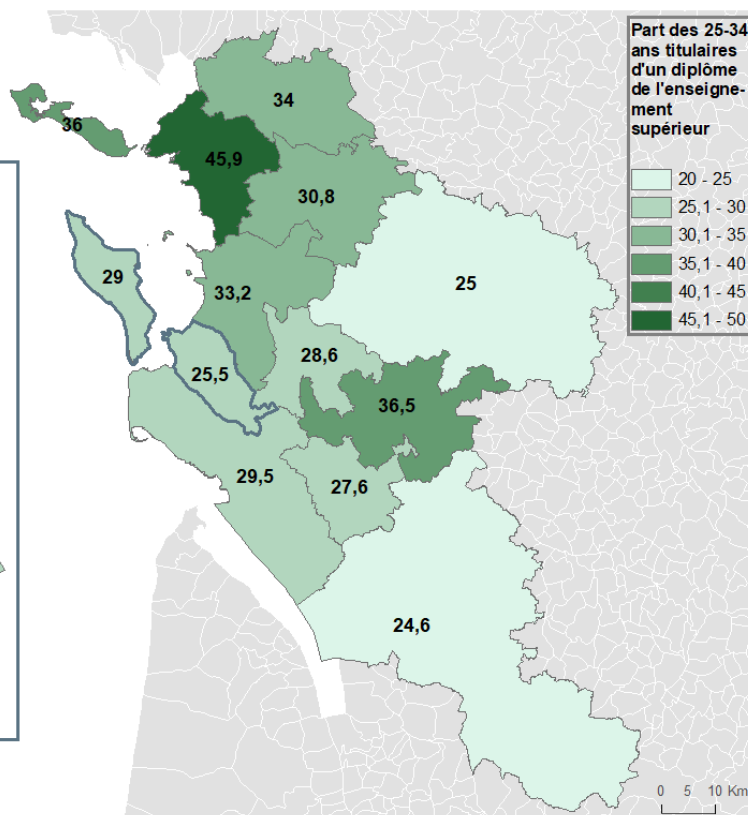 Part des 25-34
ans titulaires
d'un diplôme
de l'enseigne-
ment
supérieur
20 - 25
25,1 - 30
30,1 - 35
35,1 - 40
40,1 - 45
45,1 - 50
34
36
45,9
30,8
29
25
33,2
28,6
25,5
36,5
29,5
27,6
24,6
0 5 10 Km